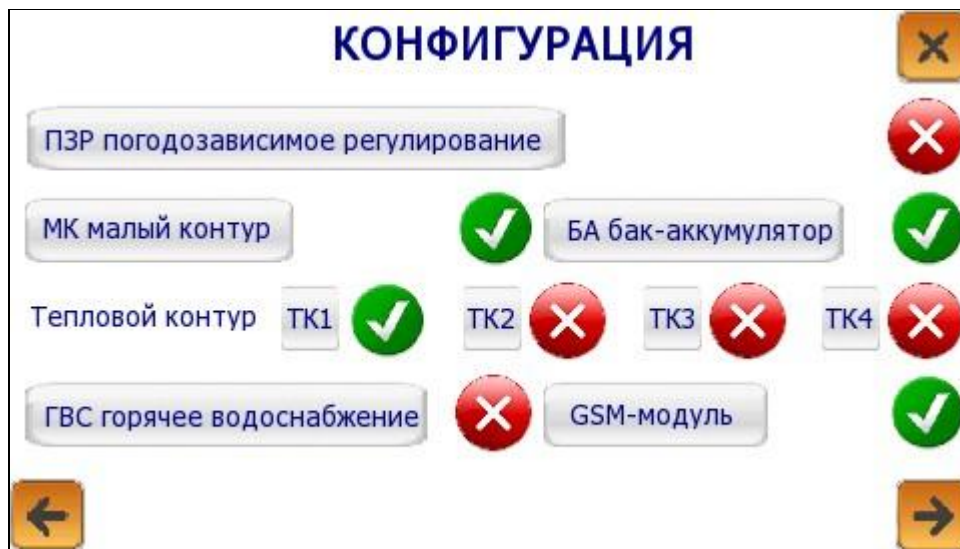 КОНФИГУРАЦИЯ
ПЗР погодозависимое регулирование
МК малый контур БА бак-аккумулятор
Тепловой контур ТК1 ТК2 ТК3 ТК4
ГВС горячее водоснабжение GSM-модуль